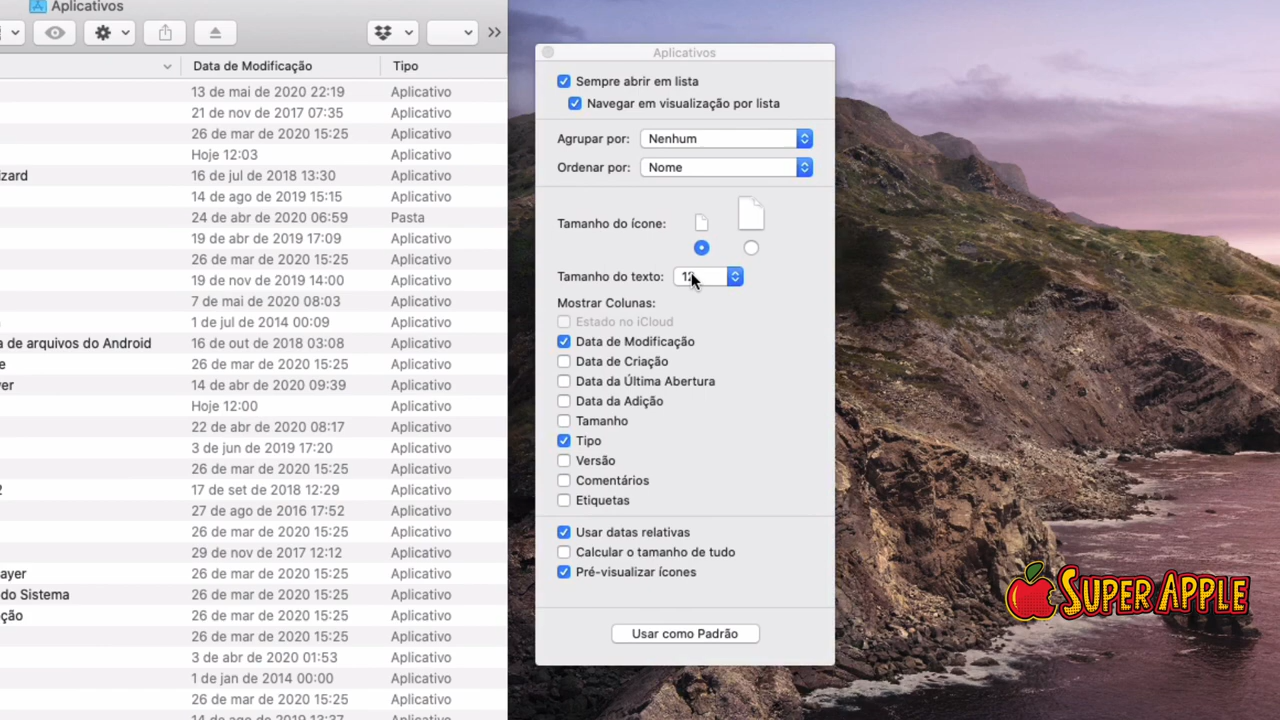 Aplicativos
Data de Modificação Tipo
13 de mai de 2020 22:19 Aplicativo
21 de nov de 2017 07:35 Aplicativo
26 de mar de 2020 15:25 Aplicativo
Hoje 12:03 Aplicativo
izard 16 de jul de 2018 13:30 Aplicativo
14 de ago de 2019 15:15 Aplicativo
24 de abr de 2020 06:59 Pasta
19 de abr de 2019 17:09 Aplicativo
26 de mar de 2020 15:25 Aplicativo
19 de nov de 2019 14:00 Aplicativo
7 de mai de 2020 08:03 Aplicativo
1 de jul de 2014 00:09 Aplicativo
a de arquivos do Android 16 de out de 2018 03:08 Aplicativo
e 26 de mar de 2020 15:25 Aplicativo
er 14 de abr de 2020 09:39 Aplicativo
Hoje 12:00 Aplicativo
22 de abr de 2020 08:17 Aplicativo
3 de jun de 2019 17:20 Aplicativo
26 de mar de 2020 15:25 Aplicativo
2 17 de set de 2018 12:29 Aplicativo
27 de ago de 2016 17:52 Aplicativo
26 de mar de 2020 15:25 Aplicativo
29 de nov de 2017 12:12 Aplicativo
ayer 26 de mar de 2020 15:25 Aplicativo
do Sistema 26 de mar de 2020 15:25 Aplicativo
ção 26 de mar de 2020 15:25 Aplicativo
26 de mar de 2020 15:25 Aplicativo
3 de abr de 2020 01:53 Aplicativo
1 de jan de 2014 00:00 Aplicativo
26 de mar de 2020 15:25 Aplicativo
14 de ago de 2019 13:37 Aplicativo
Aplicativos
Sempre abrir em lista
Navegar em visualização por lista
Agrupar por: Nenhum
Ordenar por: Nome
Tamanho do ícone:
Tamanho do texto: 12
Mostrar Colunas:
Estado no iCloud
Data de Modificação
Data de Criação
Data da Última Abertura
Data da Adição
Tamanho
Tipo
Versão
Comentários
Etiquetas
Usar datas relativas
Calcular o tamanho de tudo
Pré-visualizar ícones
Usar como Padrão
SUPER APPLE